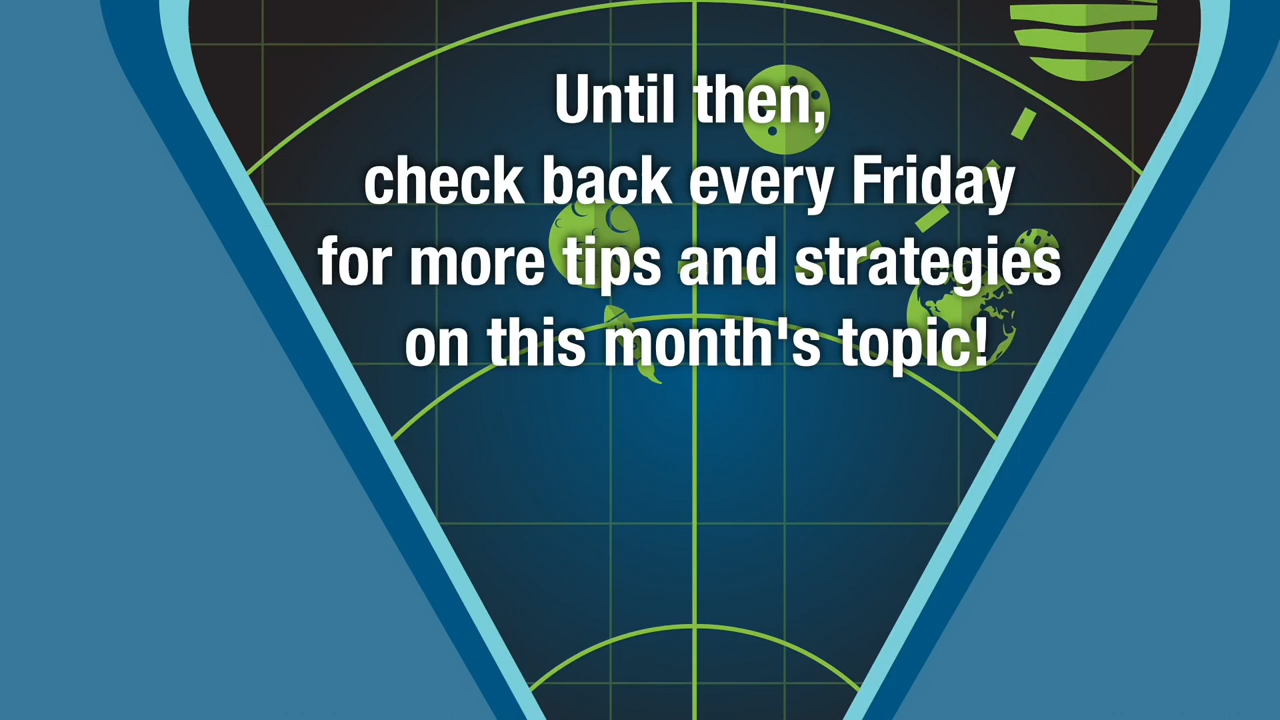 Until then,
check back every Friday
for more tips and strategies
on this month's topic!